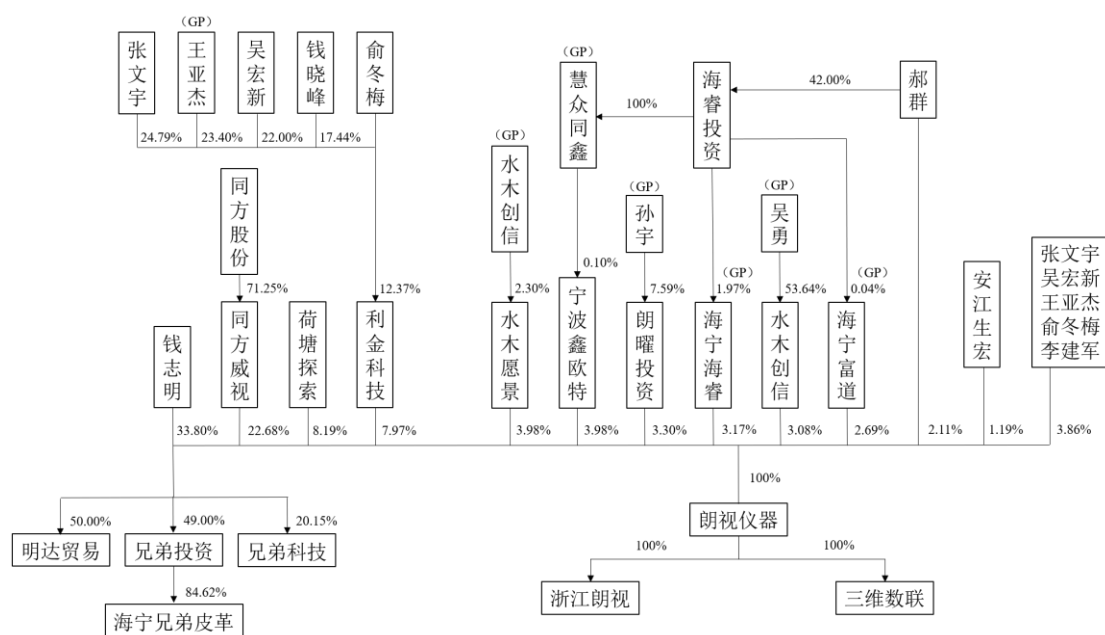 （GP）
张文宇
王亚杰
吴宏新
钱晓峰
俞冬梅
24.79%
23.40%
22.00%
17.44%
（GP）
慧众同鑫
100%
海睿投资
42.00%
郝群
（GP）
水木创信
同方股份
（GP）
孙宇
（GP）
吴勇
71.25%
12.37%
2.30%
0.10%
7.59%
（GP）
1.97%
53.64%
（GP）
0.04%
钱志明
同方威视
荷塘探索
利金科技
水木愿景
宁波鑫欧特
朗曜投资
海宁海睿
水木创信
海宁富道
安江生宏
张文宇
吴宏新
王亚杰
俞冬梅
李建军
33.80%
22.68%
8.19%
7.97%
3.98%
3.98%
3.30%
3.17%
3.08%
2.69%
2.11%
1.19%
3.86%
100%
朗视仪器
50.00%
49.00%
20.15%
明达贸易
兄弟投资
兄弟科技
100%
100%
84.62%
海宁兄弟皮革
浙江朗视
三维数联